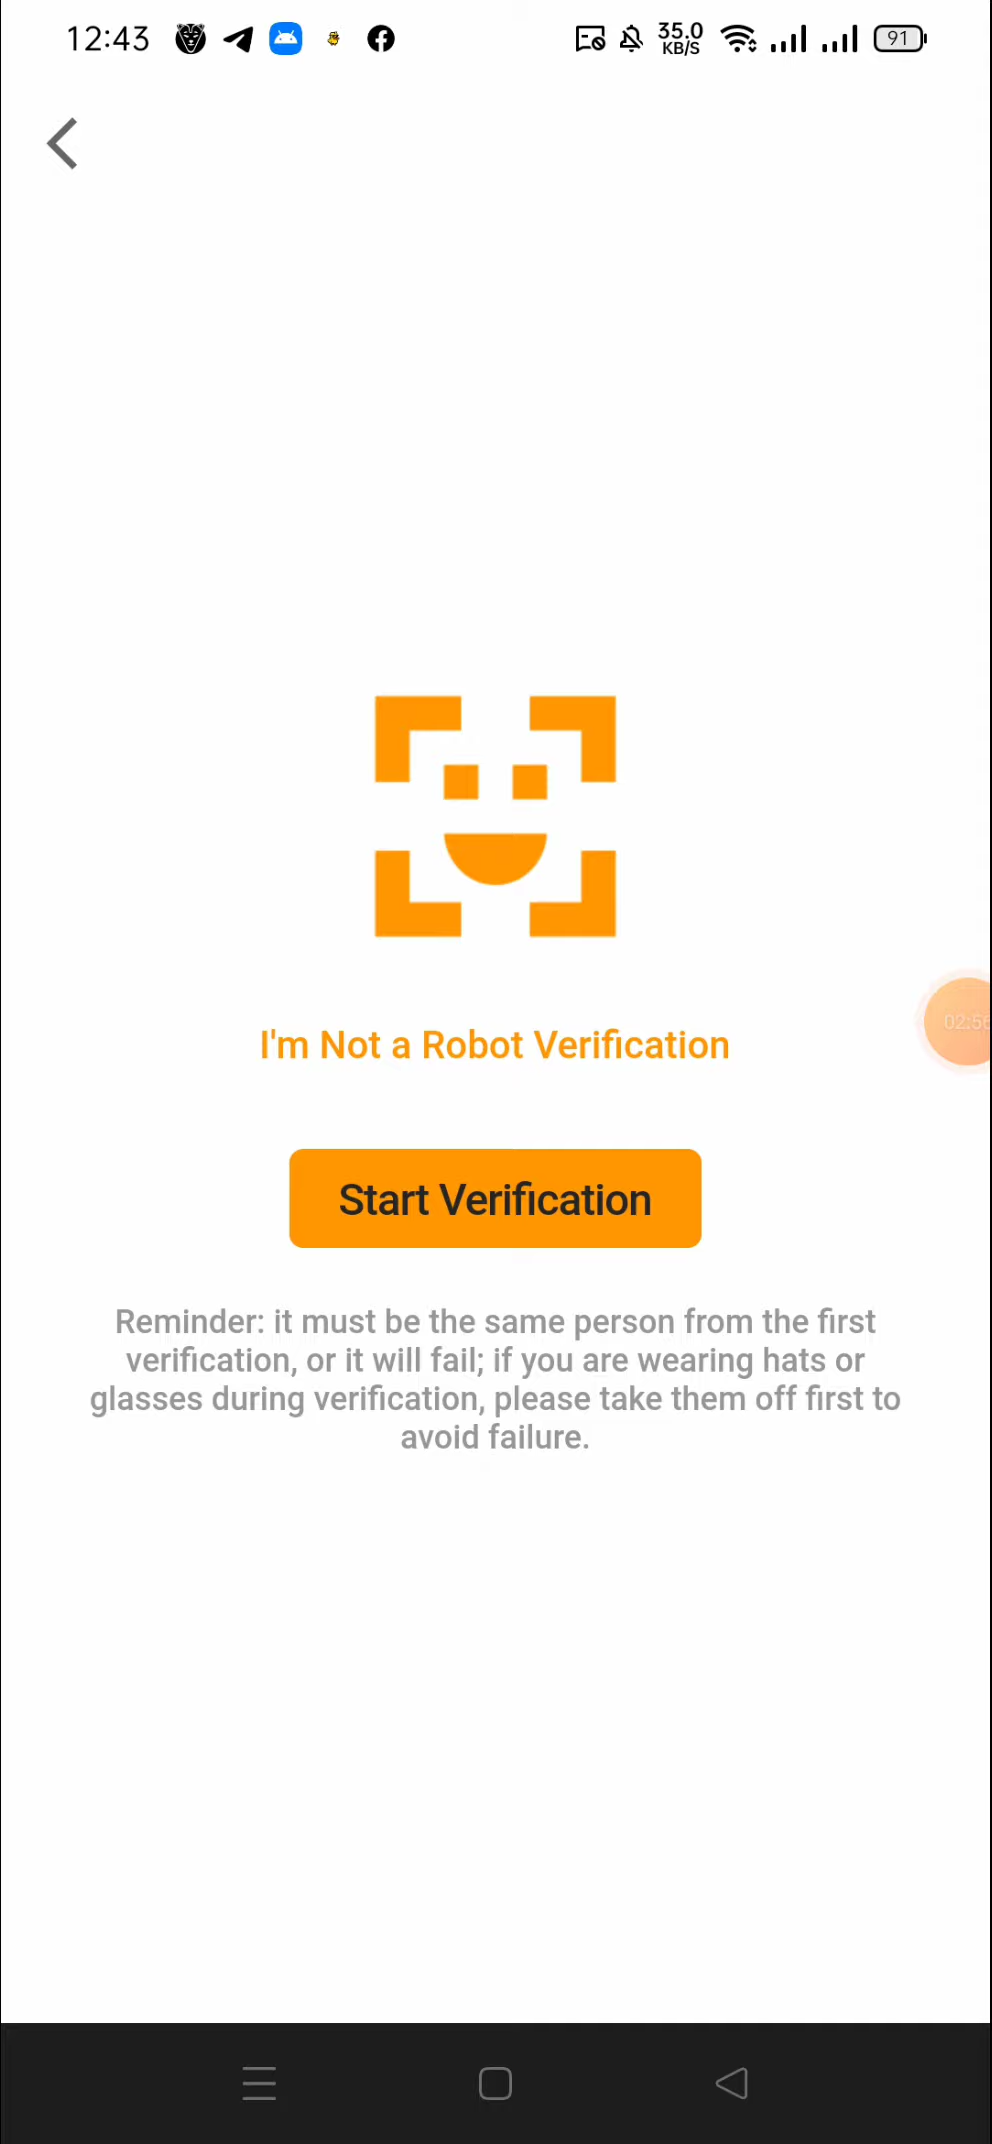 12:43
35.0
KB/S
91
I'm Not a Robot Verification
02:56
Start Verification
Reminder: it must be the same person from the first
verification, or it will fail; if you are wearing hats or
glasses during verification, please take them off first to
avoid failure.